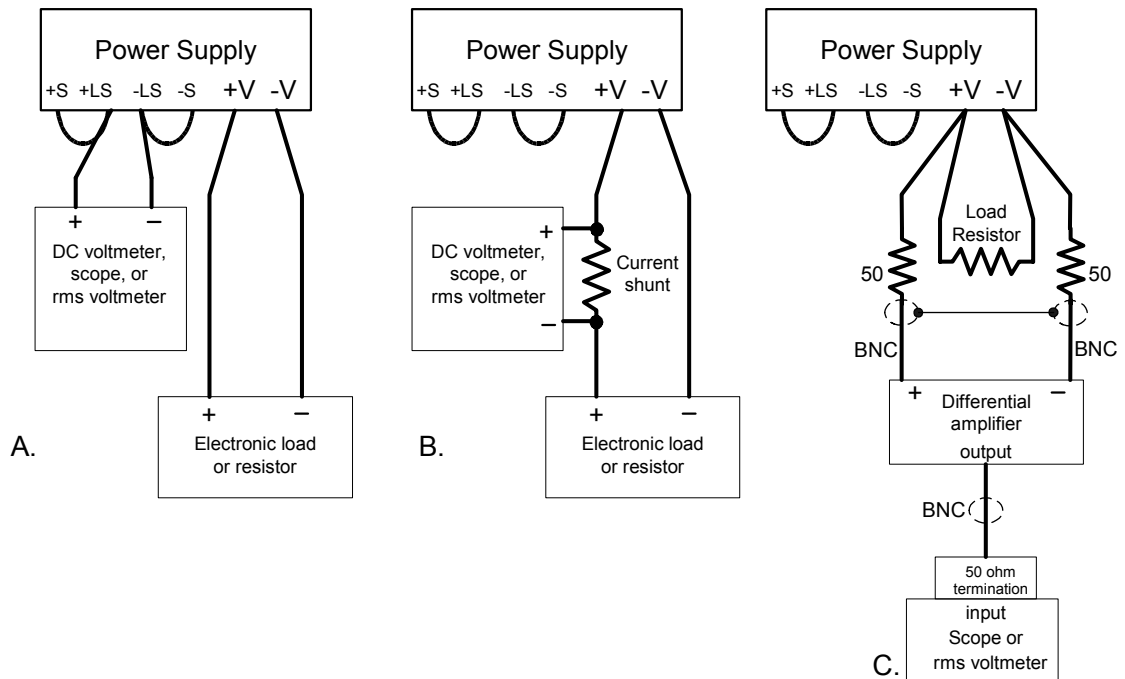 Power Supply
+S +LS -LS -S +V -V
+ −
DC voltmeter,
scope, or
rms voltmeter
+ −
Electronic load
or resistor
A.
Power Supply
+S +LS -LS -S +V -V
+
DC voltmeter,
scope, or
rms voltmeter
−
Current
shunt
+ −
Electronic load
or resistor
B.
Power Supply
+S +LS -LS -S +V -V
Load
Resistor
50 50
BNC BNC
+ −
Differential
amplifier
output
BNC
50 ohm
termination
input
Scope or
rms voltmeter
C.